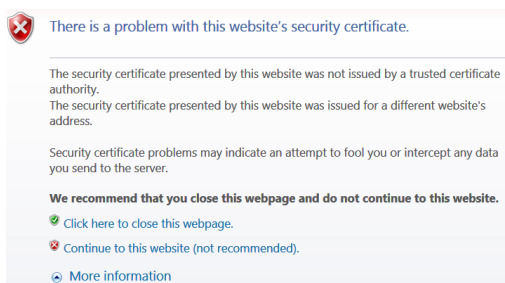 There is a problem with this website's security certificate.
The security certificate presented by this website was not issued by a trusted certificate
authority.
The security certificate presented by this website was issued for a different website's
address.
Security certificate problems may indicate an attempt to fool you or intercept any data
you send to the server.
We recommend that you close this webpage and do not continue to this website.
Click here to close this webpage.
Continue to this website (not recommended).
More information